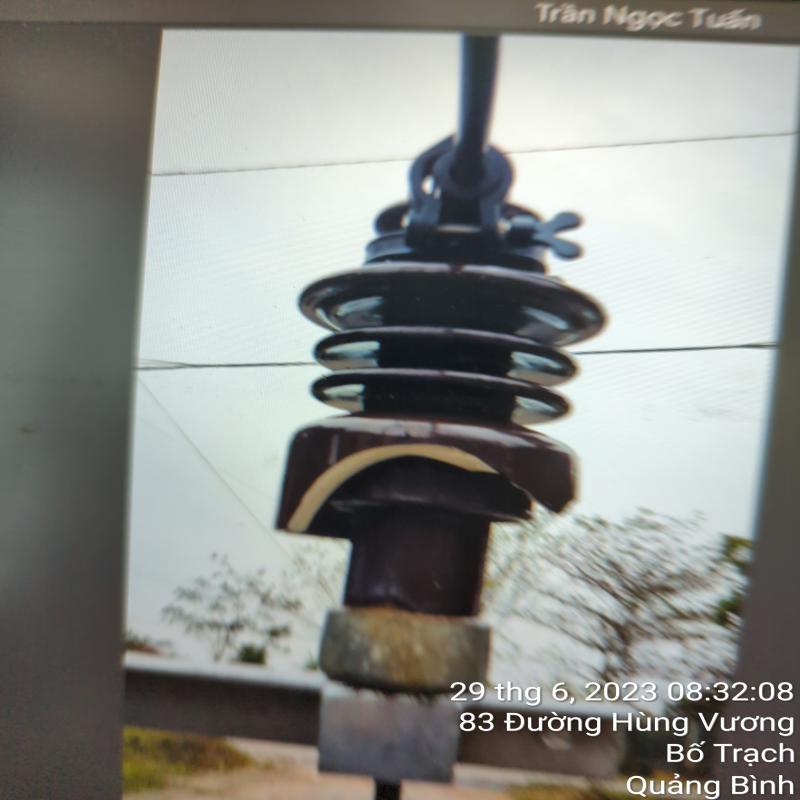 Trần Ngọc Tuấn
29 thg 6, 2023 08:32:08
83 Đường Hùng Vương
Bố Trạch
Quảng Bình